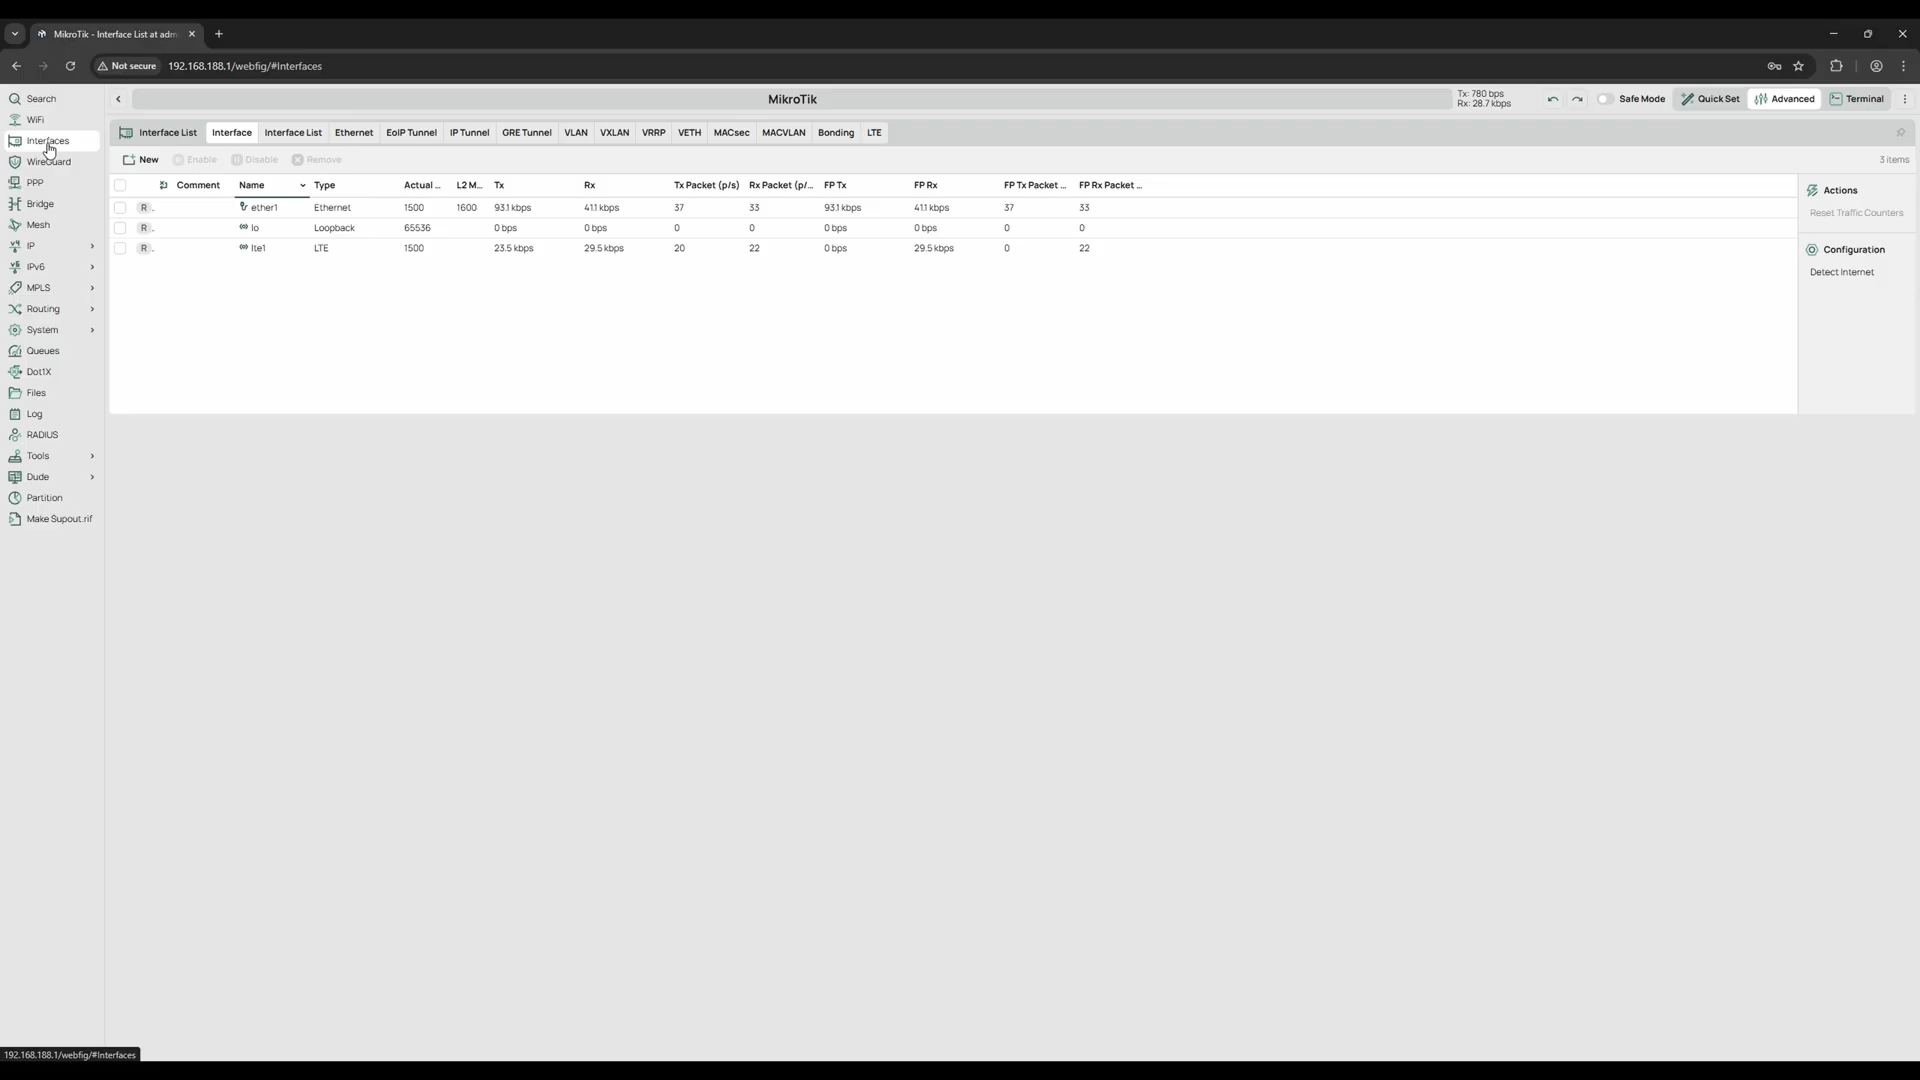 MikroTik - Interface List at adm
Not secure 192.168.188.1/webfig/#Interfaces
Search
WiFi
Interfaces
WireGuard
PPP
Bridge
Mesh
IP
IPv6
MPLS
Routing
System
Queues
Dot1X
Files
Log
RADIUS
Tools
Dude
Partition
Make Supout.rif
MikroTik
Tx: 780 bps
Rx: 28.7 kbps
Safe Mode Quick Set Advanced Terminal
Interface List Interface Interface List Ethernet EoIP Tunnel IP Tunnel GRE Tunnel VLAN VXLAN VRRP VETH MACsec MACVLAN Bonding LTE
New Enable Disable Remove 3 items
Comment Name Type Actual ... L2 M... Tx Rx Tx Packet (p/s) Rx Packet (p/... FP Tx FP Rx FP Tx Packet ... FP Rx Packet ...
R ether1 Ethernet 1500 1600 93.1 kbps 41.1 kbps 37 33 93.1 kbps 41.1 kbps 37 33
R lo Loopback 65536 0 bps 0 bps 0 0 0 bps 0 bps 0 0
R lte1 LTE 1500 23.5 kbps 29.5 kbps 20 22 0 bps 29.5 kbps 0 22
Actions
Reset Traffic Counters
Configuration
Detect Internet
192.168.188.1/webfig/#Interfaces